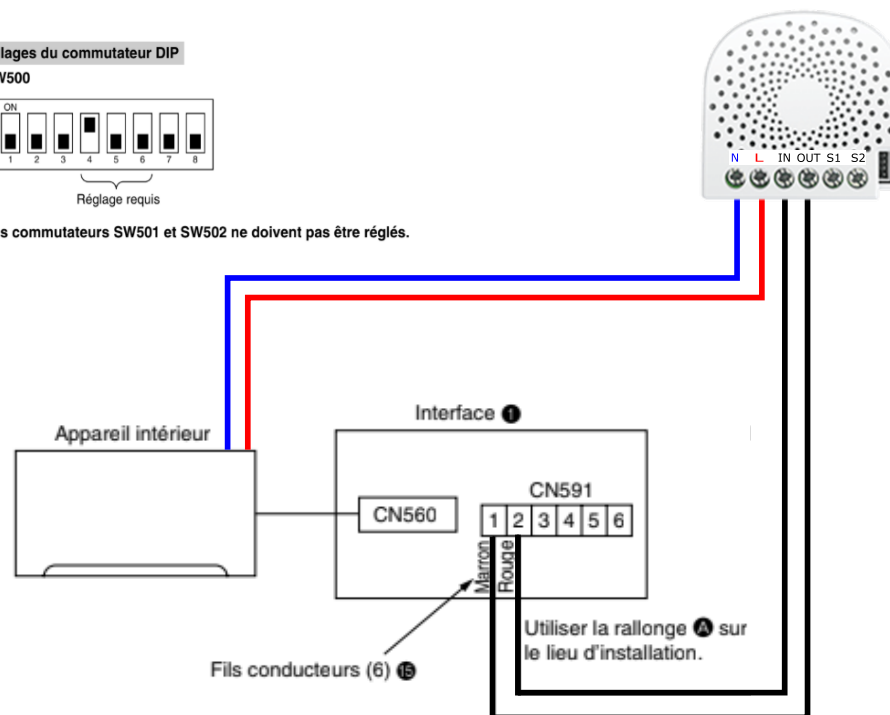 lages du commutateur DIP
W500
ON
1 2 3 4 5 6 7 8
Réglage requis
s commutateurs SW501 et SW502 ne doivent pas être réglés.
N L IN OUT S1 S2
Appareil intérieur
Interface 1
CN560
CN591
1 2 3 4 5 6
Marron
Rouge
Utiliser la rallonge A sur
le lieu d'installation.
Fils conducteurs (6) 15